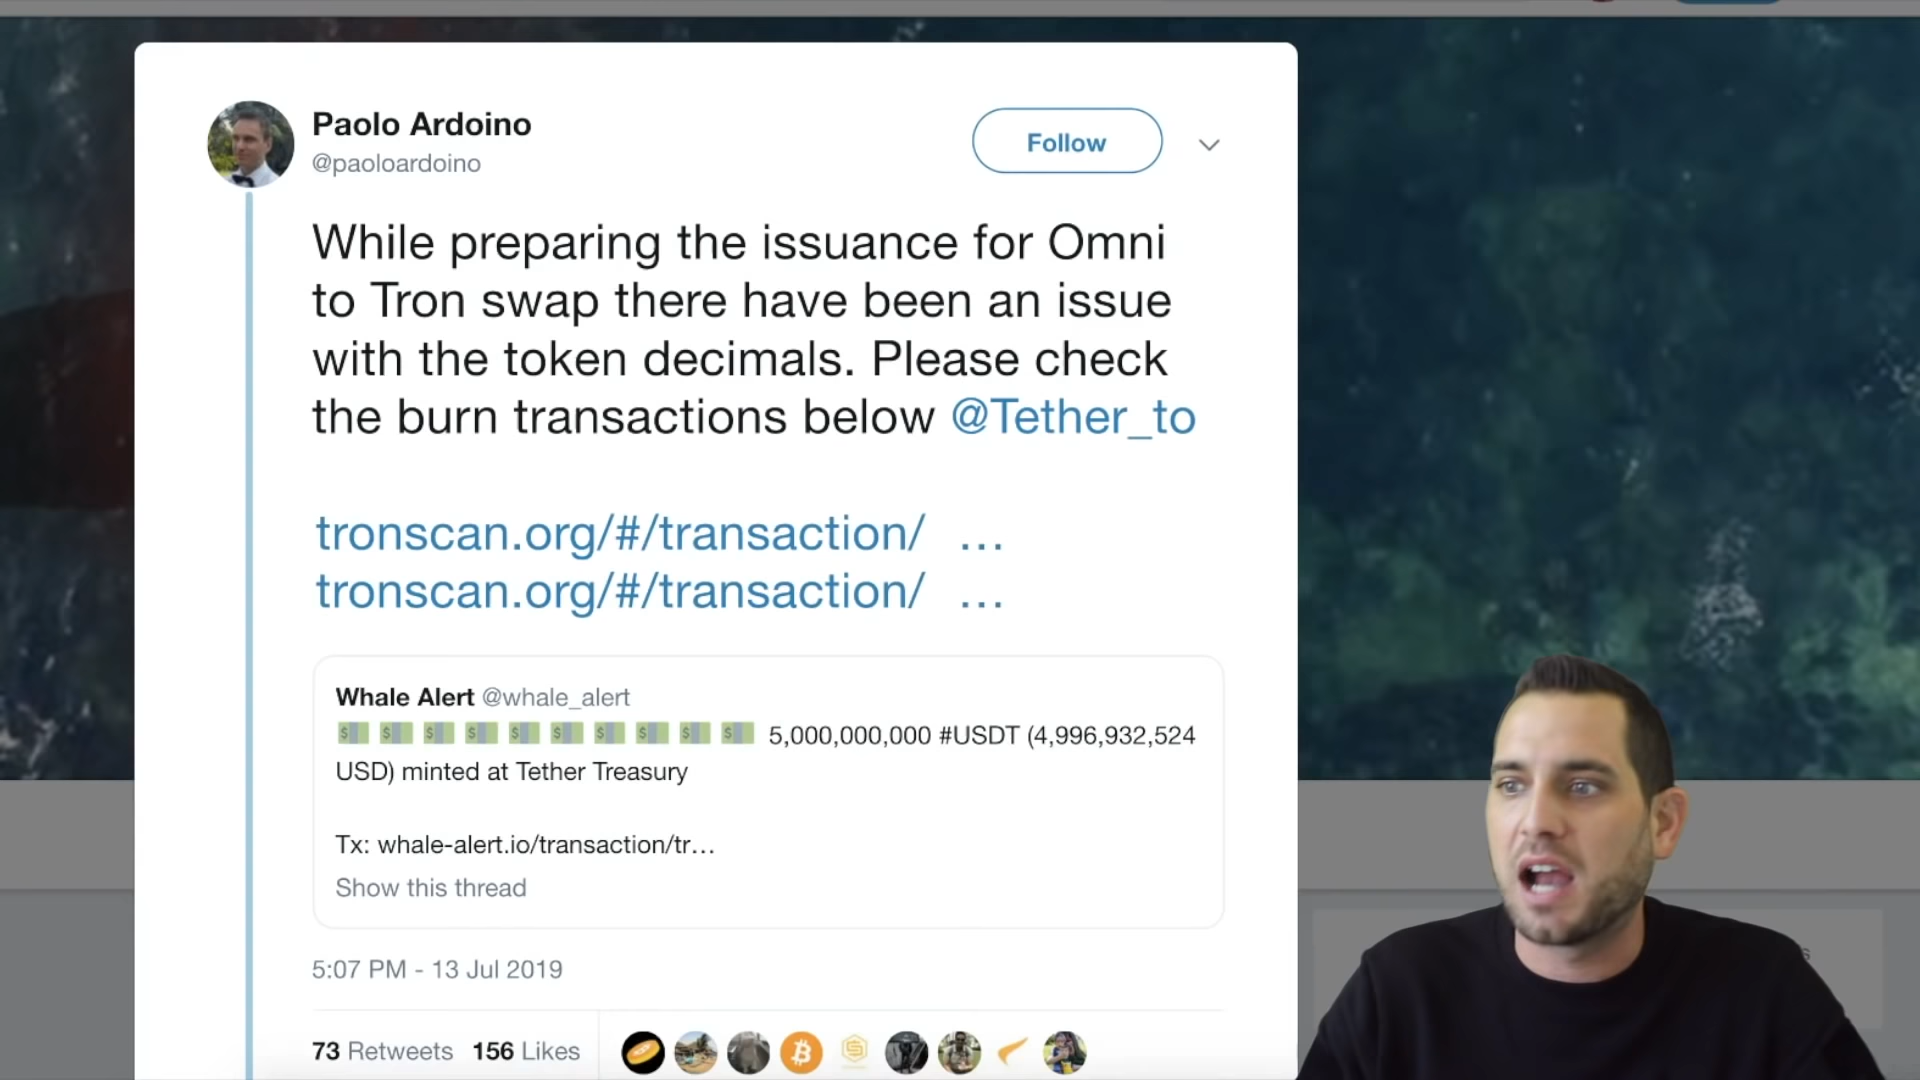 Paolo Ardoino
@paoloardoino
Follow
While preparing the issuance for Omni
to Tron swap there have been an issue
with the token decimals. Please check
the burn transactions below @Tether_to
tronscan.org/#/transaction/ …
tronscan.org/#/transaction/ …
Whale Alert @whale_alert
5,000,000,000 #USDT (4,996,932,524
USD) minted at Tether Treasury
Tx: whale-alert.io/transaction/tr…
Show this thread
5:07 PM - 13 Jul 2019
73 Retweets 156 Likes